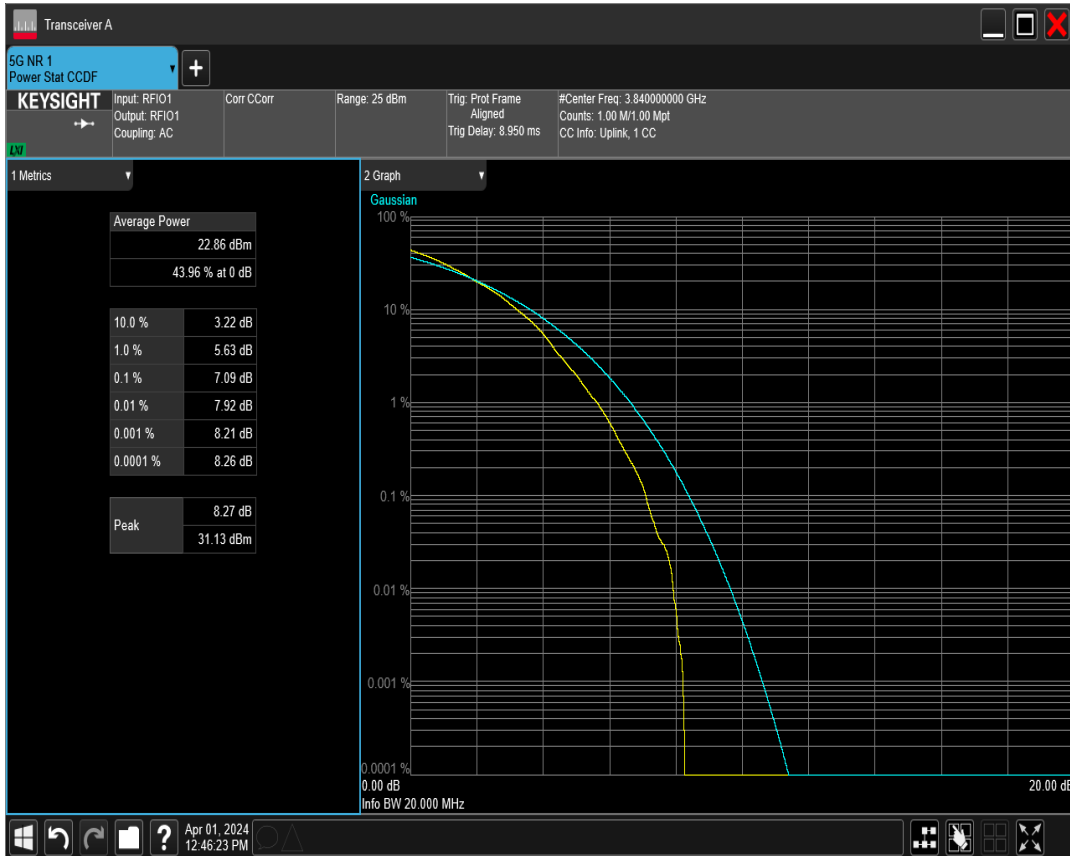 Transceiver A
5G NR 1
Power Stat CCDF
KEYSIGHT
LXI
Input: RFIO1
Output: RFIO1
Coupling: AC
Corr CCorr
Range: 25 dBm
Trig: Prot Frame
Aligned
Trig Delay: 8.950 ms
#Center Freq: 3.840000000 GHz
Counts: 1.00 M/1.00 Mpt
CC Info: Uplink, 1 CC
1 Metrics
Average Power
22.86 dBm
43.96 % at 0 dB
10.0 % 3.22 dB
1.0 % 5.63 dB
0.1 % 7.09 dB
0.01 % 7.92 dB
0.001 % 8.21 dB
0.0001 % 8.26 dB
Peak
8.27 dB
31.13 dBm
2 Graph
Gaussian
100 %
10 %
1 %
0.1 %
0.01 %
0.001 %
0.0001 %
0.00 dB 20.00 dB
Info BW 20.000 MHz
?
Apr 01, 2024
12:46:23 PM